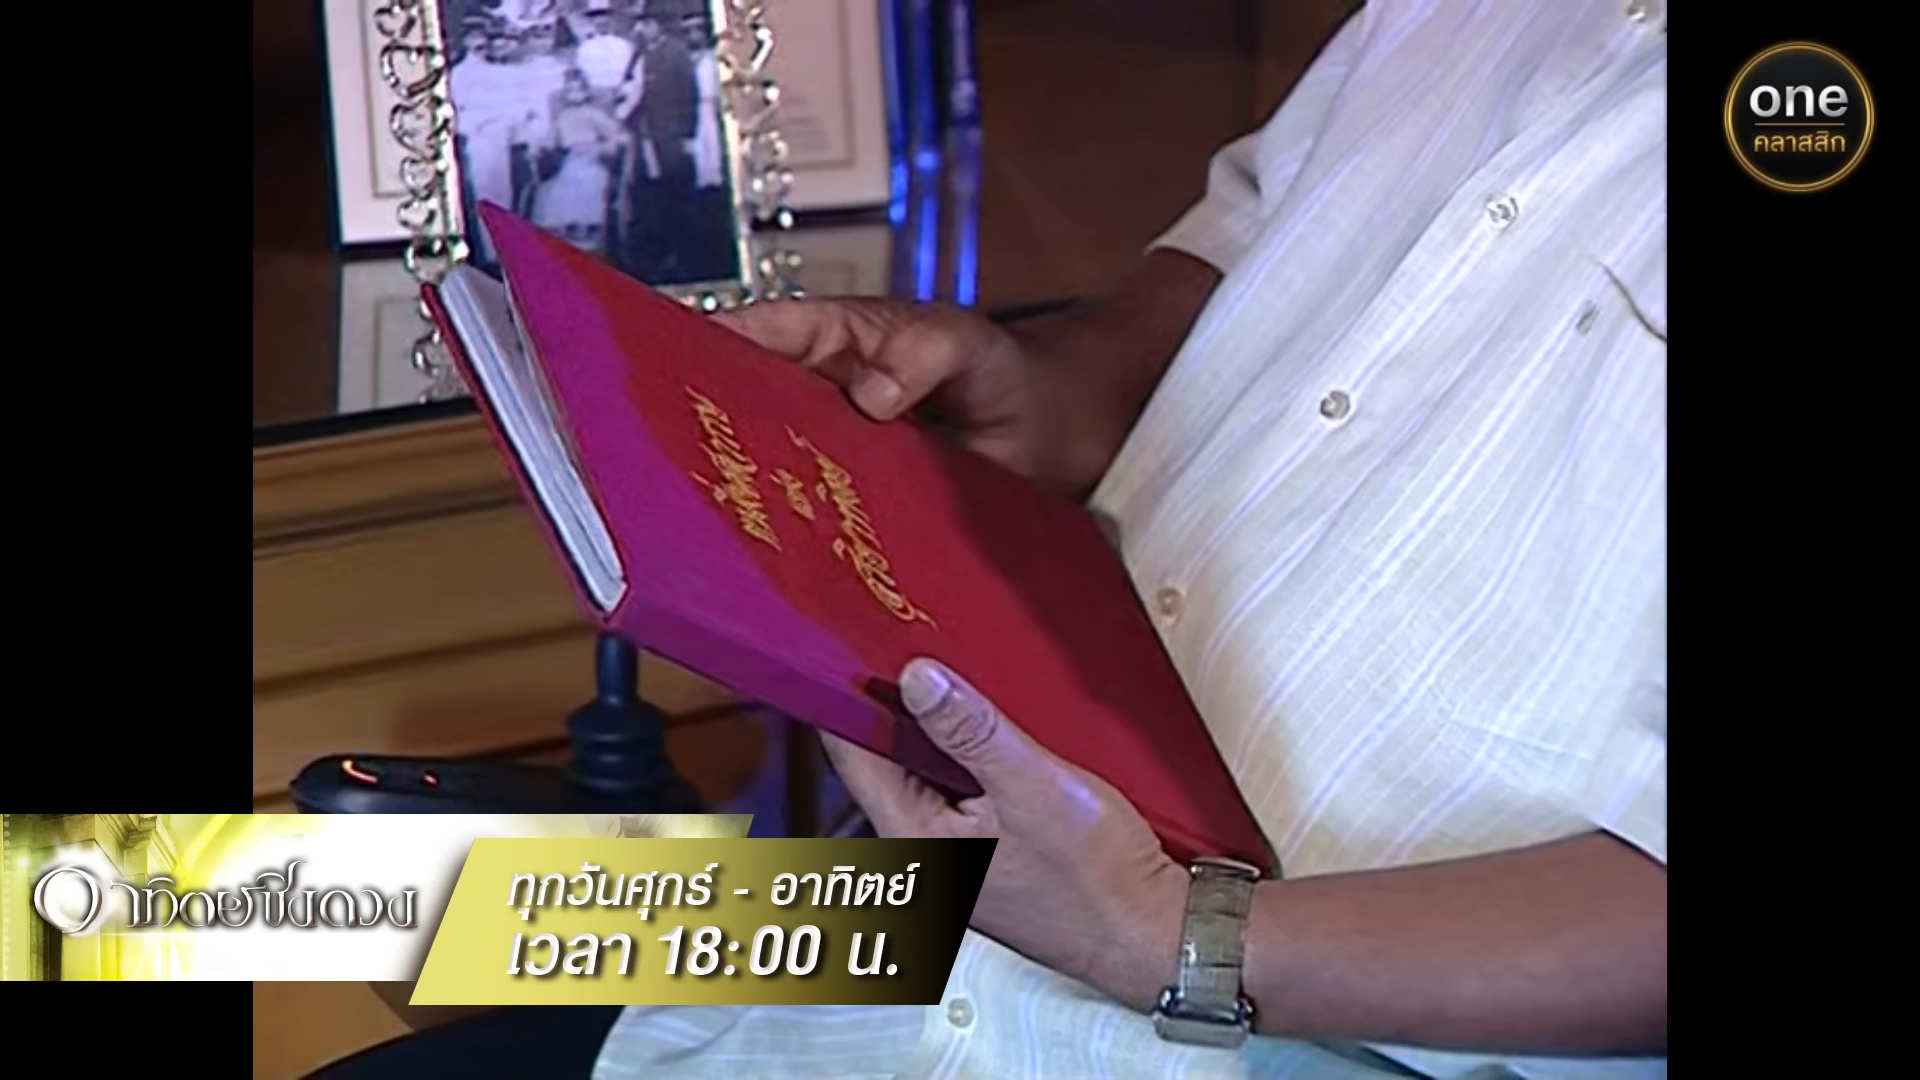 one
คลาสสิก
อาทิตย์ชิงดวง
ทุกวันศุกร์ - อาทิตย์
เวลา 18:00 น.